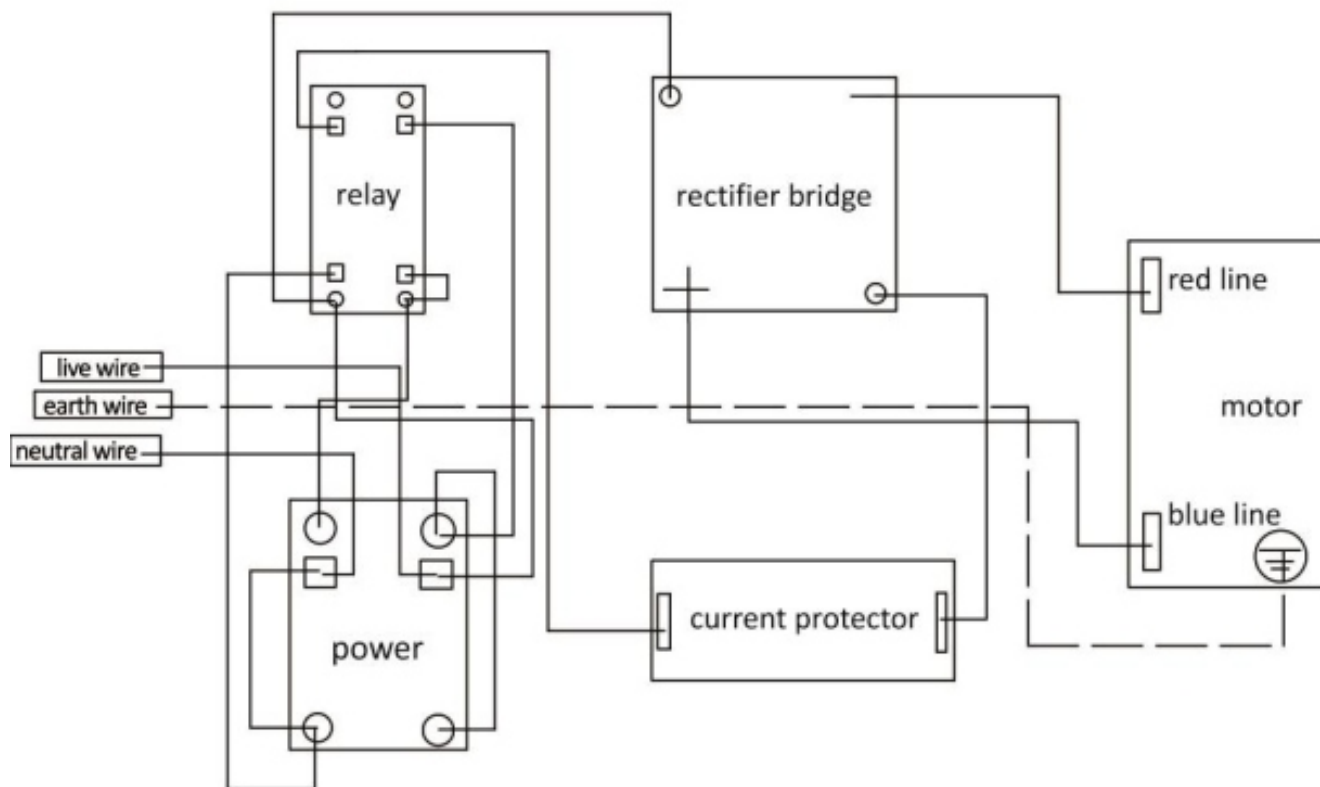 relay
rectifier bridge
red line
live wire
earth wire
motor
neutral wire
blue line
current protector
power